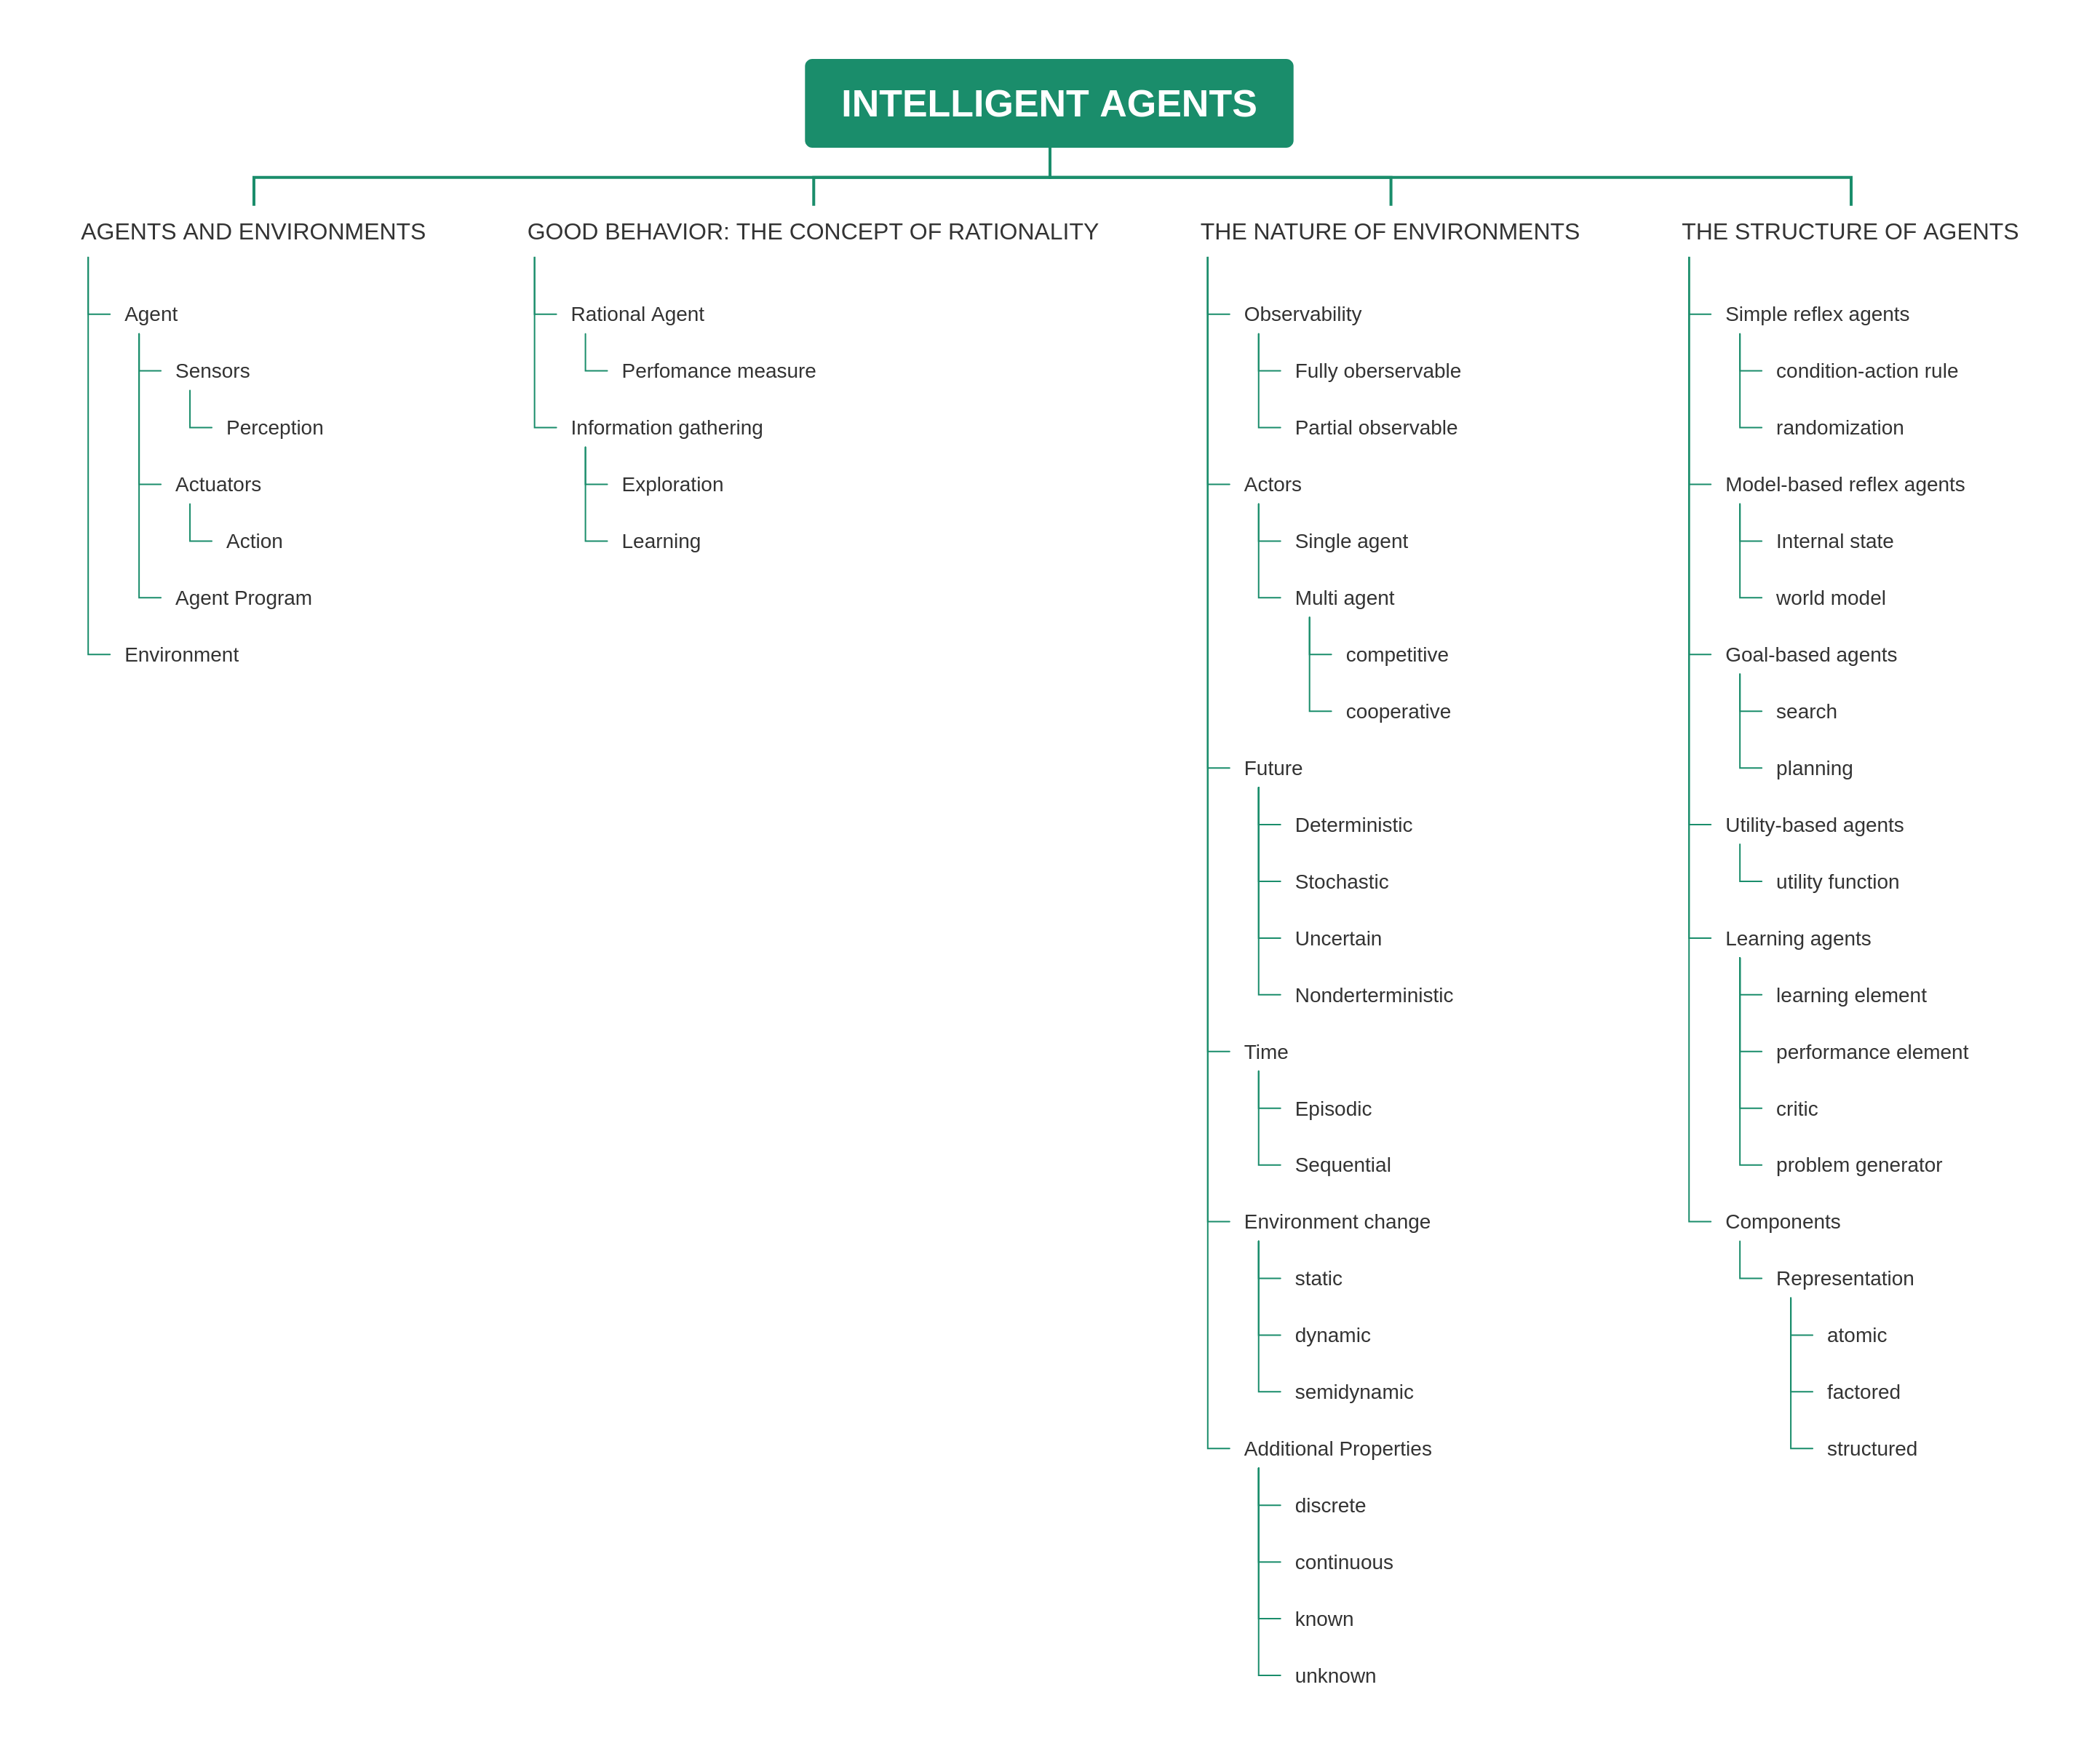 INTELLIGENT AGENTS
AGENTS AND ENVIRONMENTS
Agent
Sensors
Perception
Actuators
Action
Agent Program
Environment
GOOD BEHAVIOR: THE CONCEPT OF RATIONALITY
Rational Agent
Perfomance measure
Information gathering
Exploration
Learning
THE NATURE OF ENVIRONMENTS
Observability
Fully oberservable
Partial observable
Actors
Single agent
Multi agent
competitive
cooperative
Future
Deterministic
Stochastic
Uncertain
Nonderterministic
Time
Episodic
Sequential
Environment change
static
dynamic
semidynamic
Additional Properties
discrete
continuous
known
unknown
THE STRUCTURE OF AGENTS
Simple reflex agents
condition-action rule
randomization
Model-based reflex agents
Internal state
world model
Goal-based agents
search
planning
Utility-based agents
utility function
Learning agents
learning element
performance element
critic
problem generator
Components
Representation
atomic
factored
structured